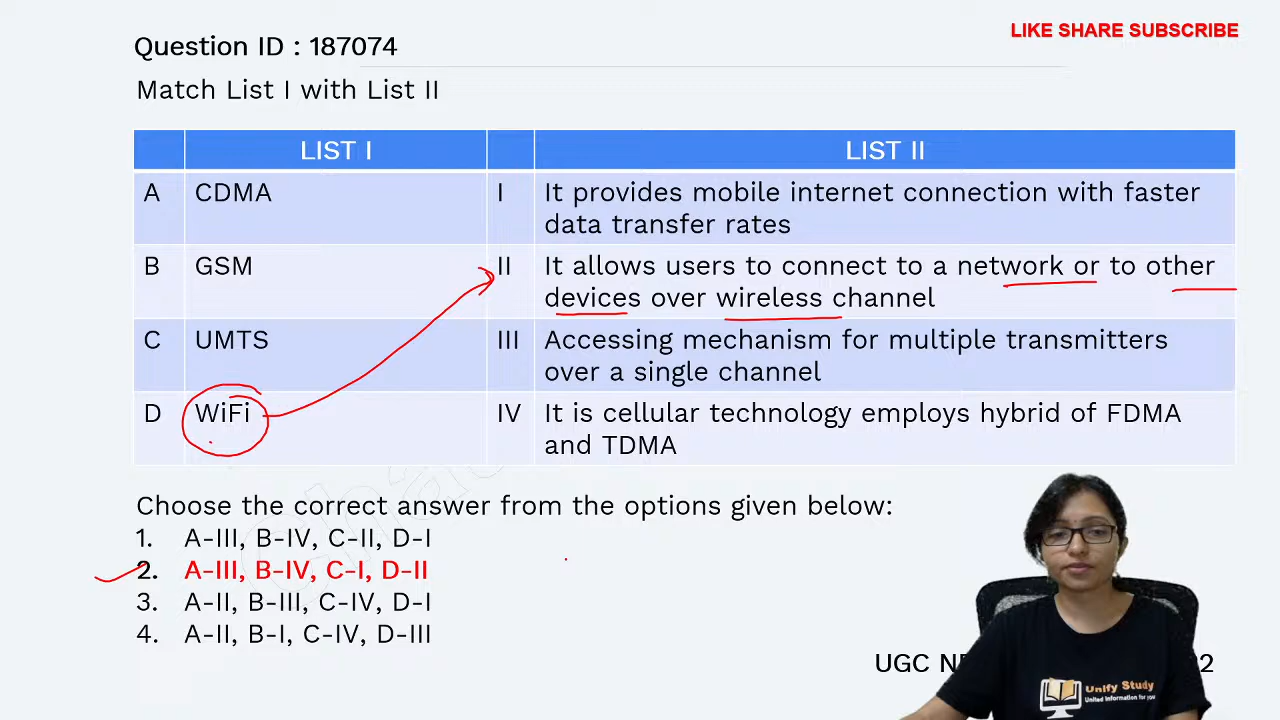 LIKE SHARE SUBSCRIBE
Question ID : 187074
Match List I with List II
LIST I LIST II
A CDMA I It provides mobile internet connection with faster
data transfer rates
B GSM II It allows users to connect to a network or to other
devices over wireless channel
C UMTS III Accessing mechanism for multiple transmitters
over a single channel
D WiFi IV It is cellular technology employs hybrid of FDMA
and TDMA
Choose the correct answer from the options given below:
1. A-III, B-IV, C-II, D-I
2. A-III, B-IV, C-I, D-II
3. A-II, B-III, C-IV, D-I
4. A-II, B-I, C-IV, D-III
UGC
Unify Study
United Information for you